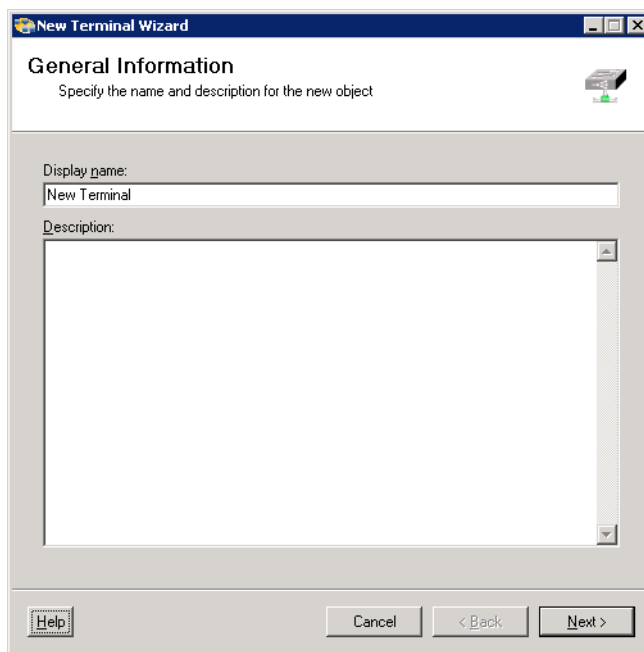 New Terminal Wizard
General Information
Specify the name and description for the new object
Display name:
New Terminal
Description:
Help
Cancel
< Back
Next >